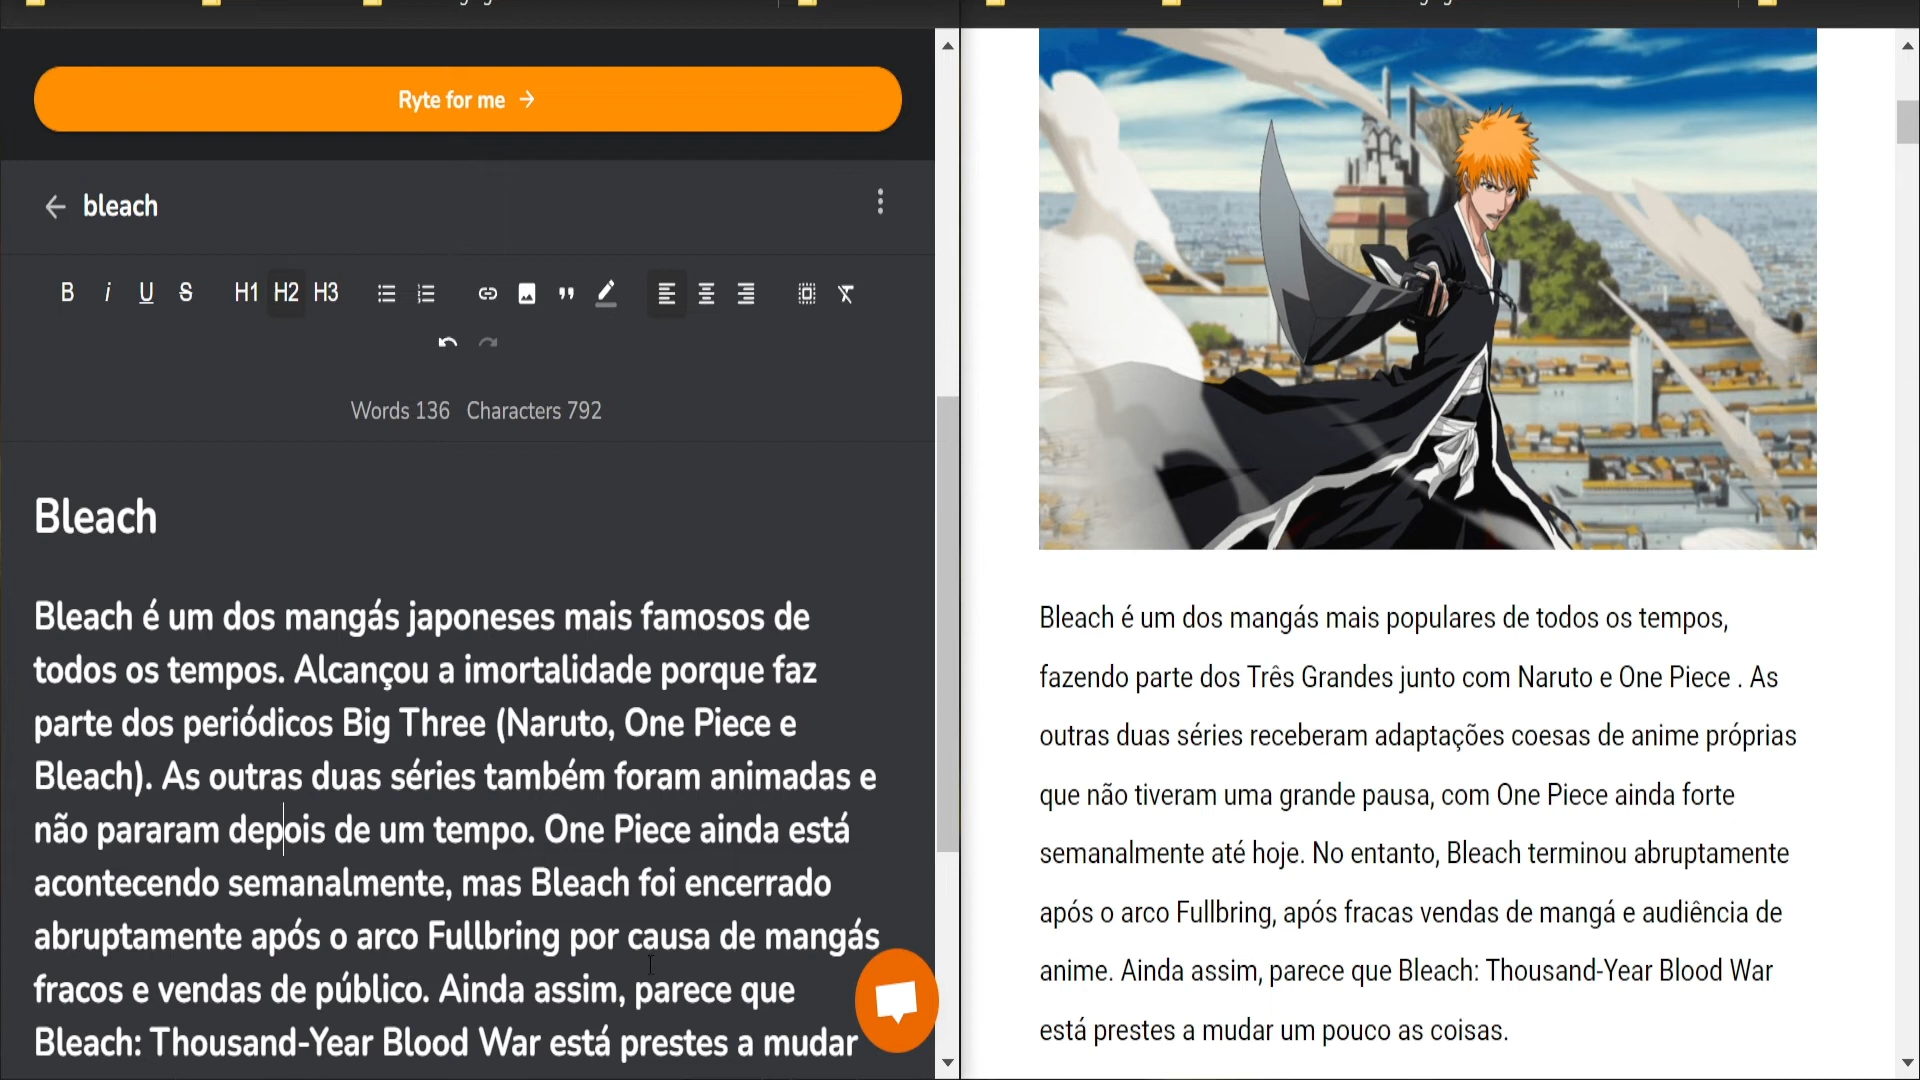 Ryte for me
bleach
B i U S H1 H2 H3
Words 136 Characters 792
Bleach
Bleach é um dos mangás japoneses mais famosos de
todos os tempos. Alcançou a imortalidade porque faz
parte dos periódicos Big Three (Naruto, One Piece e
Bleach). As outras duas séries também foram animadas e
não pararam depois de um tempo. One Piece ainda está
acontecendo semanalmente, mas Bleach foi encerrado
abruptamente após o arco Fullbring por causa de mangás
fracos e vendas de público. Ainda assim, parece que
Bleach: Thousand-Year Blood War está prestes a mudar
Bleach é um dos mangás mais populares de todos os tempos,
fazendo parte dos Três Grandes junto com Naruto e One Piece . As
outras duas séries receberam adaptações coesas de anime próprias
que não tiveram uma grande pausa, com One Piece ainda forte
semanalmente até hoje. No entanto, Bleach terminou abruptamente
após o arco Fullbring, após fracas vendas de mangá e audiência de
anime. Ainda assim, parece que Bleach: Thousand-Year Blood War
está prestes a mudar um pouco as coisas.